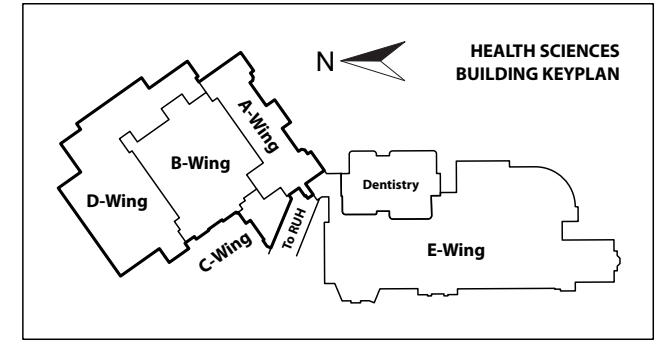 HEALTH SCIENCES
BUILDING KEYPLAN
N
A-Wing
B-Wing
D-Wing
C-Wing
To RUH
Dentistry
E-Wing